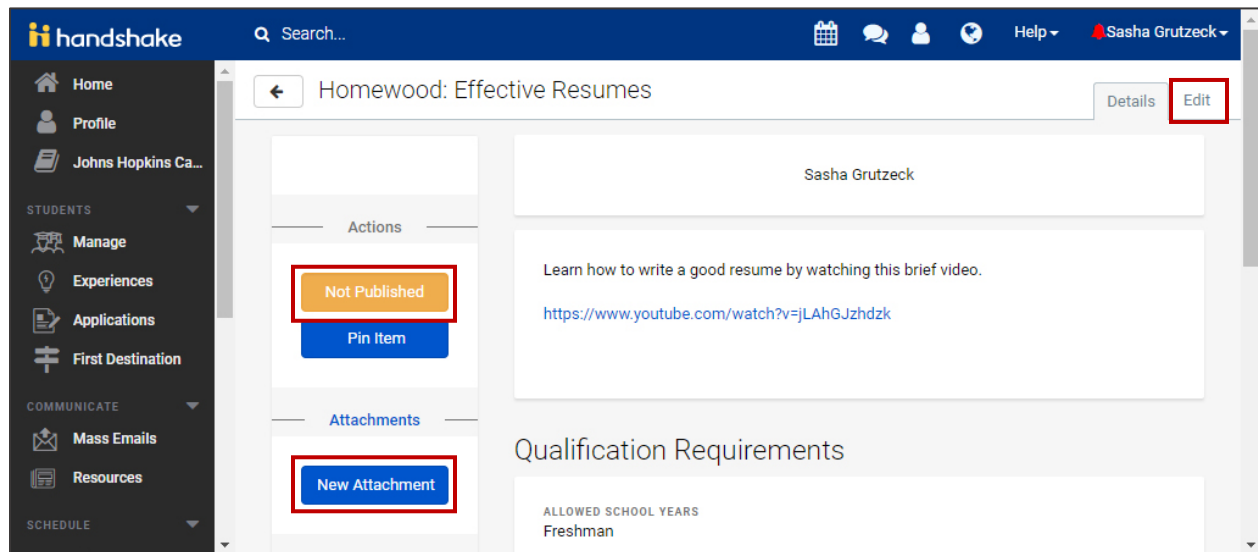 handshake
Search...
Help
Sasha Grutzeck
Home
Profile
Johns Hopkins Ca...
STUDENTS
Manage
Experiences
Applications
First Destination
COMMUNICATE
Mass Emails
Resources
SCHEDULE
Homewood: Effective Resumes
Details
Edit
Actions
Not Published
Pin Item
Attachments
New Attachment
Sasha Grutzeck
Learn how to write a good resume by watching this brief video.
https://www.youtube.com/watch?v=jLAhGJzhdzk
Qualification Requirements
ALLOWED SCHOOL YEARS
Freshman